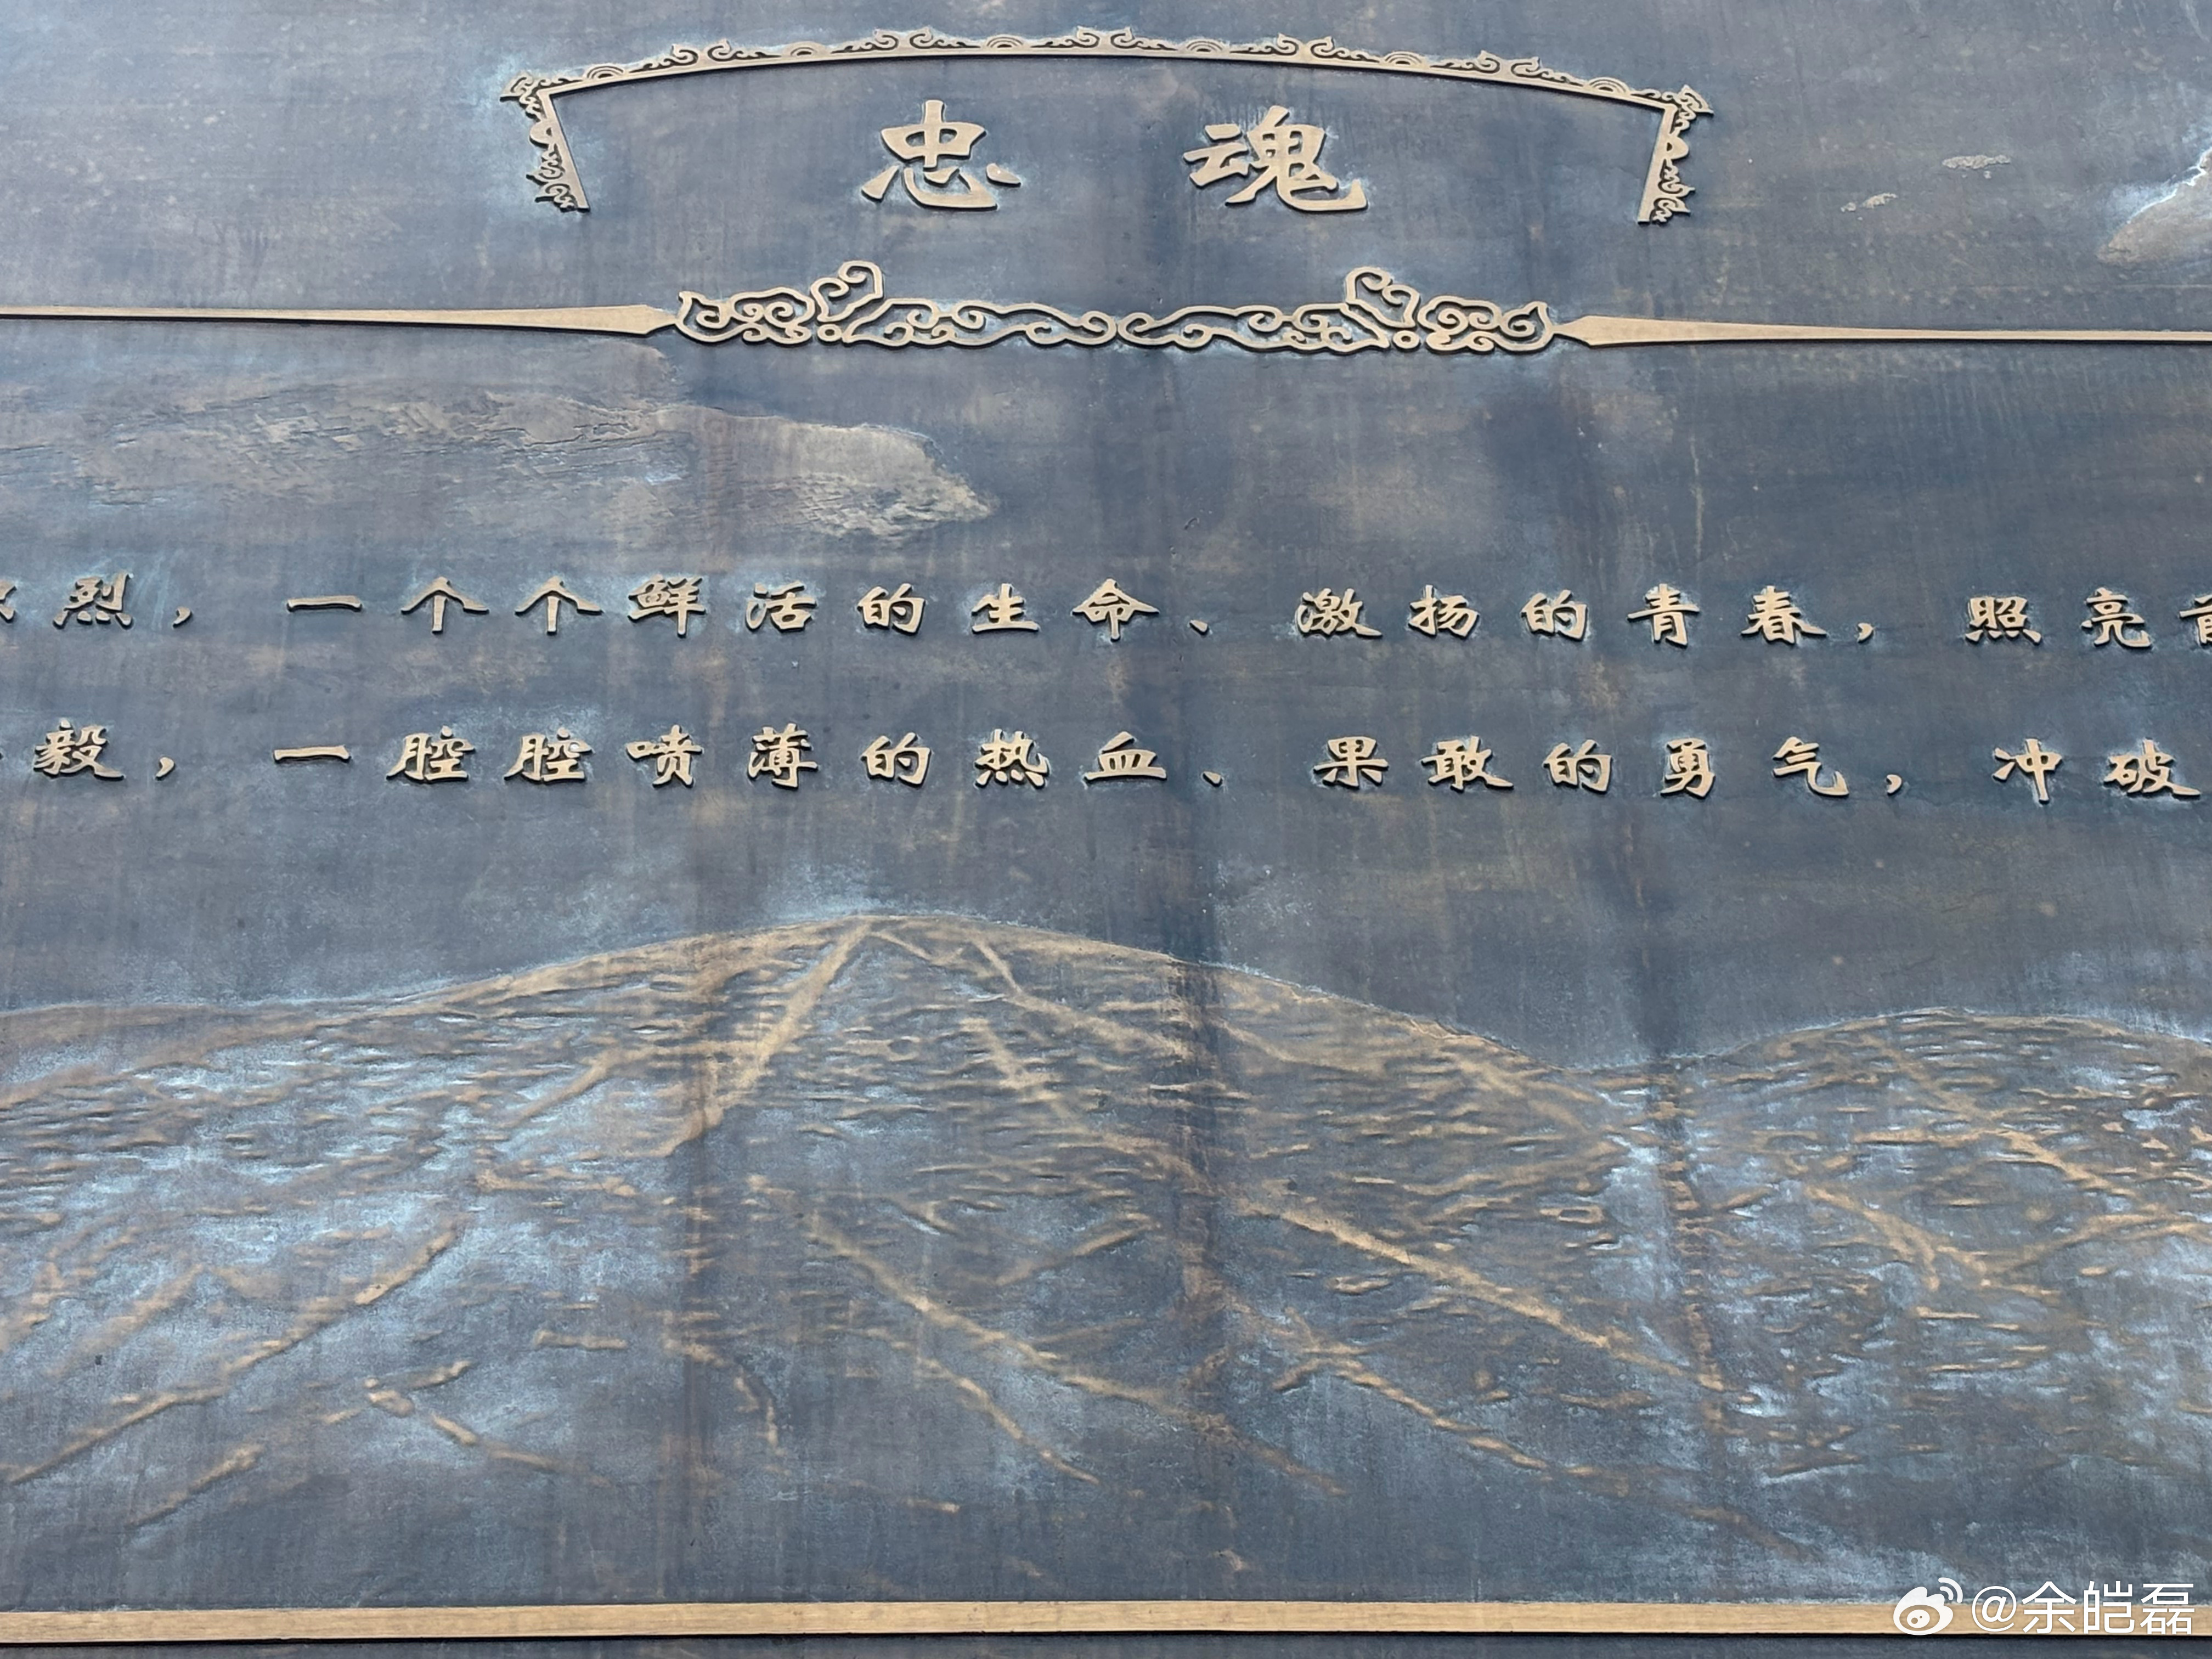 忠魂
烈，一个个鲜活的生命、激扬的青春，照亮
毅，一腔腔喷薄的热血、果敢的勇气，冲破
@余皑磊